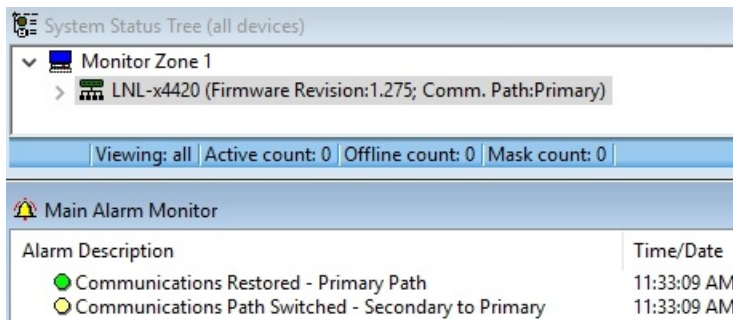 System Status Tree (all devices)
Monitor Zone 1
LNL-x4420 (Firmware Revision:1.275; Comm. Path:Primary)
Viewing: all Active count: 0 Offline count: 0 Mask count: 0
Main Alarm Monitor
Alarm Description Time/Date
Communications Restored - Primary Path 11:33:09 AM
Communications Path Switched - Secondary to Primary 11:33:09 AM